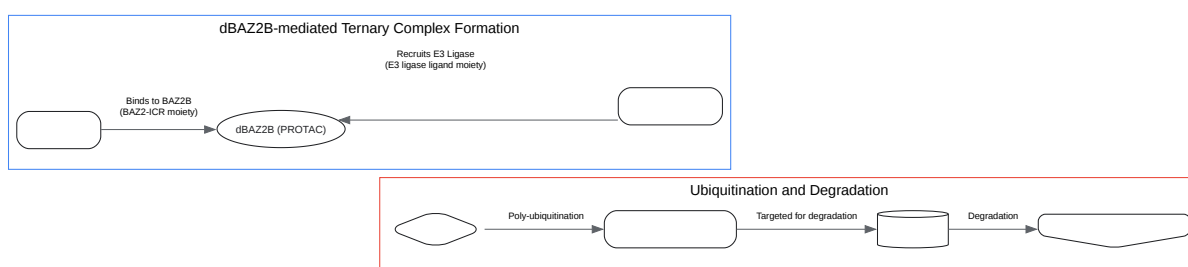 dBAZ2B-mediated Ternary Complex Formation
Recruits E3 Ligase
(E3 ligase ligand moiety)
Binds to BAZ2B
(BAZ2-ICR moiety)
dBAZ2B (PROTAC)
Ubiquitination and Degradation
Poly-ubiquitination
Targeted for degradation
Degradation